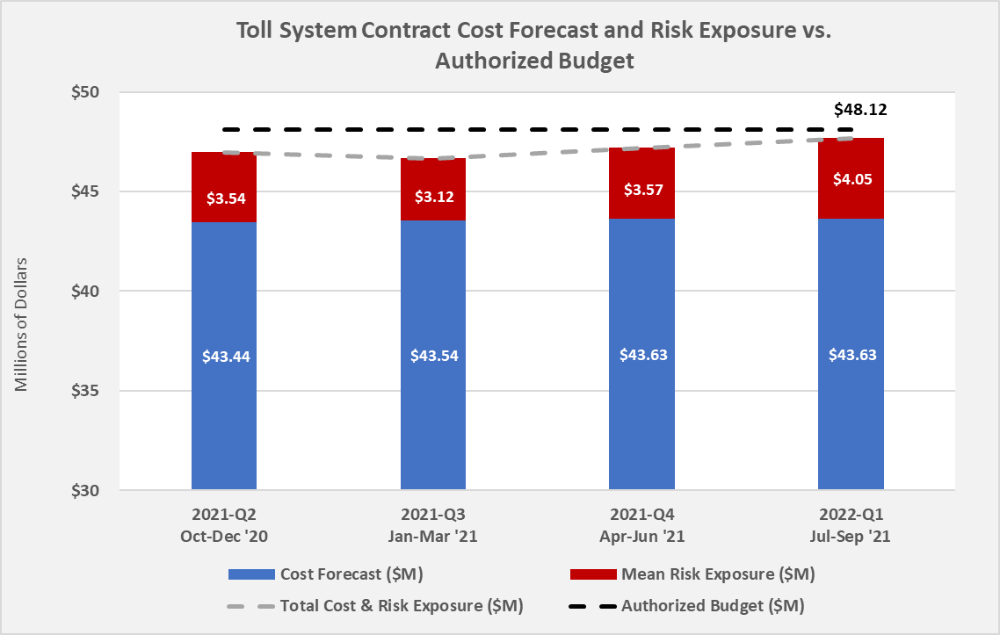 Toll System Contract Cost Forecast and Risk Exposure vs.
Authorized Budget
Millions of Dollars
$50
$45
$40
$35
$30
$48.12
$3.54
$3.12
$3.57
$4.05
$43.44
$43.54
$43.63
$43.63
2021-Q2
Oct-Dec '20
2021-Q3
Jan-Mar '21
2021-Q4
Apr-Jun '21
2022-Q1
Jul-Sep '21
Cost Forecast ($M)
Mean Risk Exposure ($M)
Total Cost & Risk Exposure ($M)
Authorized Budget ($M)